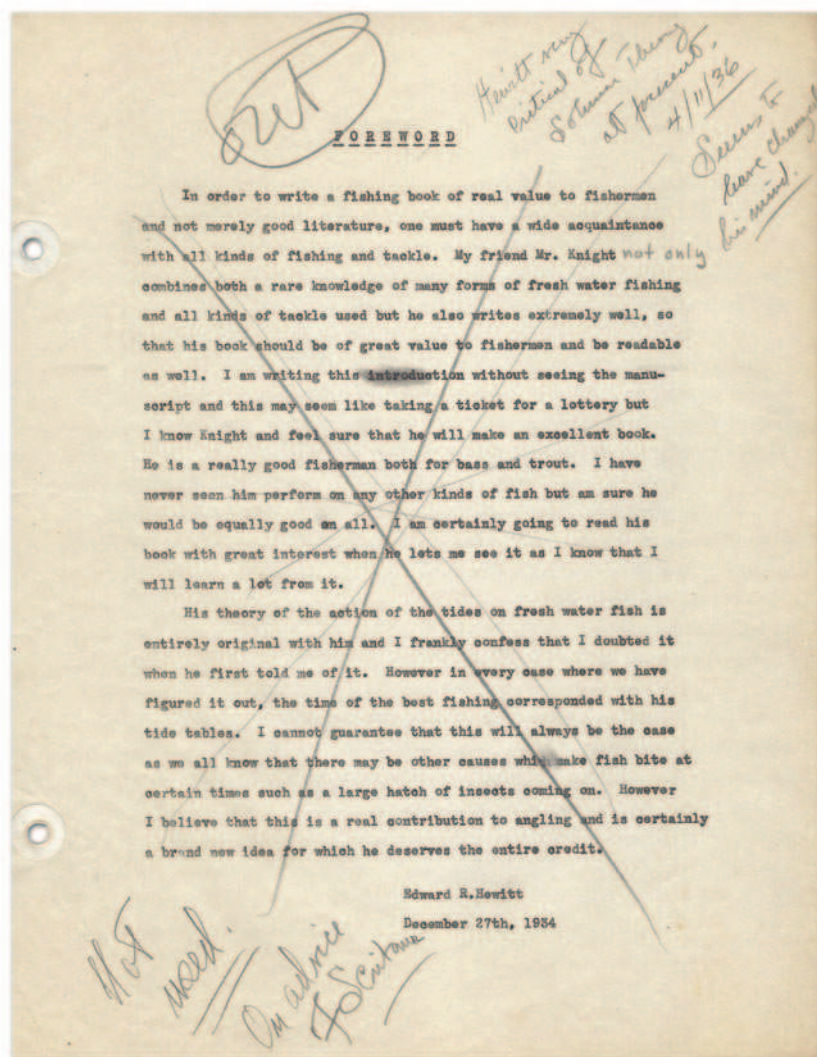 Hewitt very
critical of
Solunar Theory
at present.
4/11/36
Seems to
have changed
his mind.
FOREWORD
In order to write a fishing book of real value to fishermen
and not merely good literature, one must have a wide acquaintance
with all kinds of fishing and tackle. My friend Mr. Knight not only
combines both a rare knowledge of many forms of fresh water fishing
and all kinds of tackle used but he also writes extremely well, so
that his book should be of great value to fishermen and be readable
as well. I am writing this introduction without seeing the manu-
script and this may seem like taking a ticket for a lottery but
I know Knight and feel sure that he will make an excellent book.
He is a really good fisherman both for bass and trout. I have
never seen him perform on any other kinds of fish but am sure he
would be equally good on all. I am certainly going to read his
book with great interest when he lets me see it as I know that I
will learn a lot from it.
His theory of the action of the tides on fresh water fish is
entirely original with him and I frankly confess that I doubted it
when he first told me of it. However in every case where we have
figured it out, the time of the best fishing corresponded with his
tide tables. I cannot guarantee that this will always be the case
as we all know that there may be other causes which make fish bite at
certain times such as a large hatch of insects coming on. However
I believe that this is a real contribution to angling and is certainly
a brand new idea for which he deserves the entire credit.
Edward R.Hewitt
December 27th, 1934
Not
used.
On advice